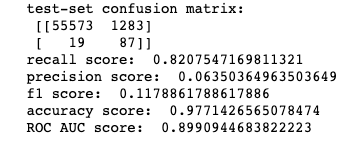 test-set confusion matrix:
[[55573 1283]
[ 19 87]]
recall score: 0.8207547169811321
precision score: 0.06350364963503649
f1 score: 0.1178861788617886
accuracy score: 0.9771426565078474
ROC AUC score: 0.8990944683822223